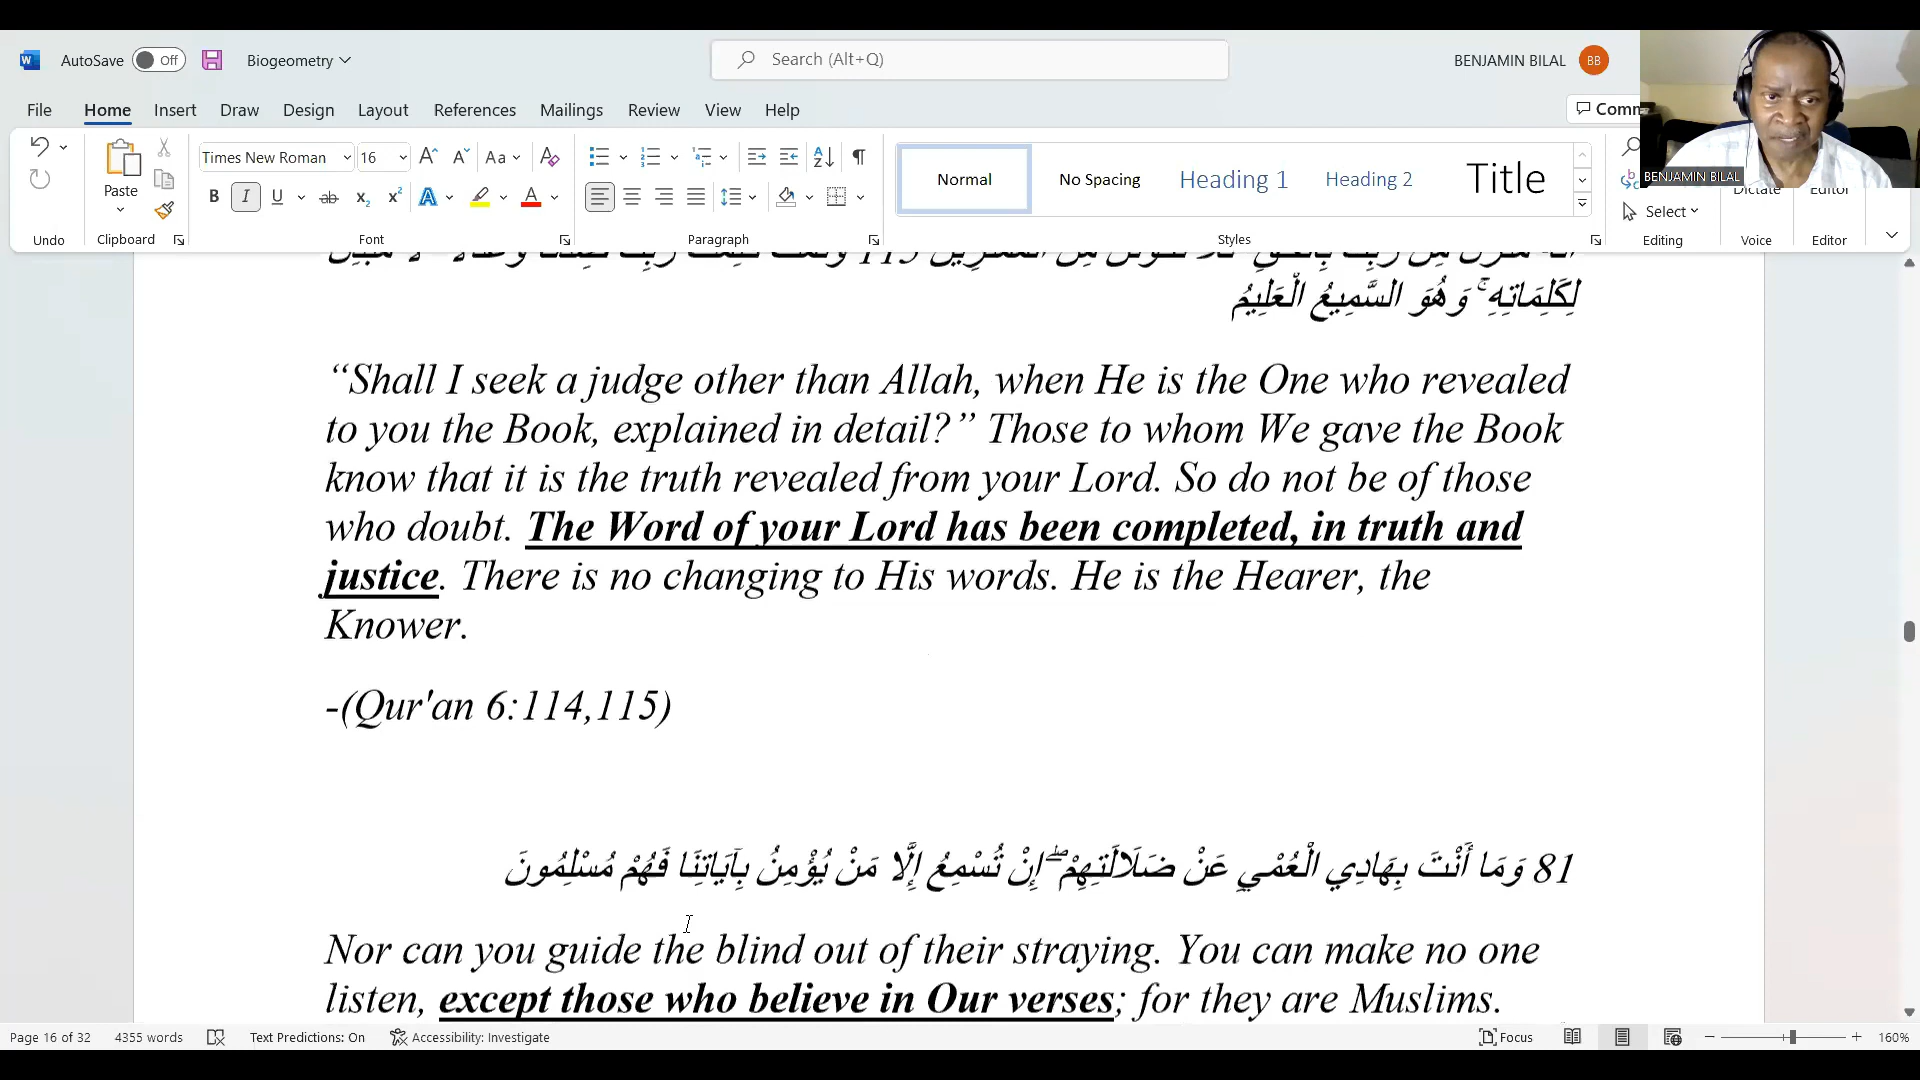 AutoSave Off Biogeometry Search (Alt+Q) BENJAMIN BILAL BB
File Home Insert Draw Design Layout References Mailings Review View Help Comm
BENJAMIN BILAL
Times New Roman 16 Aa
Paste
Normal No Spacing Heading 1 Heading 2 Title
Select
Dictate Editor
Undo Clipboard Font Paragraph Styles Editing Voice Editor
لِكَلِمَاتِهِ ۚ وَهُوَ السَّمِيعُ الْعَلِيمُ
“Shall I seek a judge other than Allah, when He is the One who revealed
to you the Book, explained in detail?” Those to whom We gave the Book
know that it is the truth revealed from your Lord. So do not be of those
who doubt. The Word of your Lord has been completed, in truth and
justice. There is no changing to His words. He is the Hearer, the
Knower.
-(Qur'an 6:114,115)
81 وَمَا أَنْتَ بِهَادِي الْعُمْيِ عَنْ ضَلَالَتِهِمْ ۖ إِنْ تُسْمِعُ إِلَّا مَنْ يُؤْمِنُ بِآيَاتِنَا فَهُمْ مُسْلِمُونَ
Nor can you guide the blind out of their straying. You can make no one
listen, except those who believe in Our verses; for they are Muslims.
Page 16 of 32 4355 words Text Predictions: On Accessibility: Investigate Focus 160%